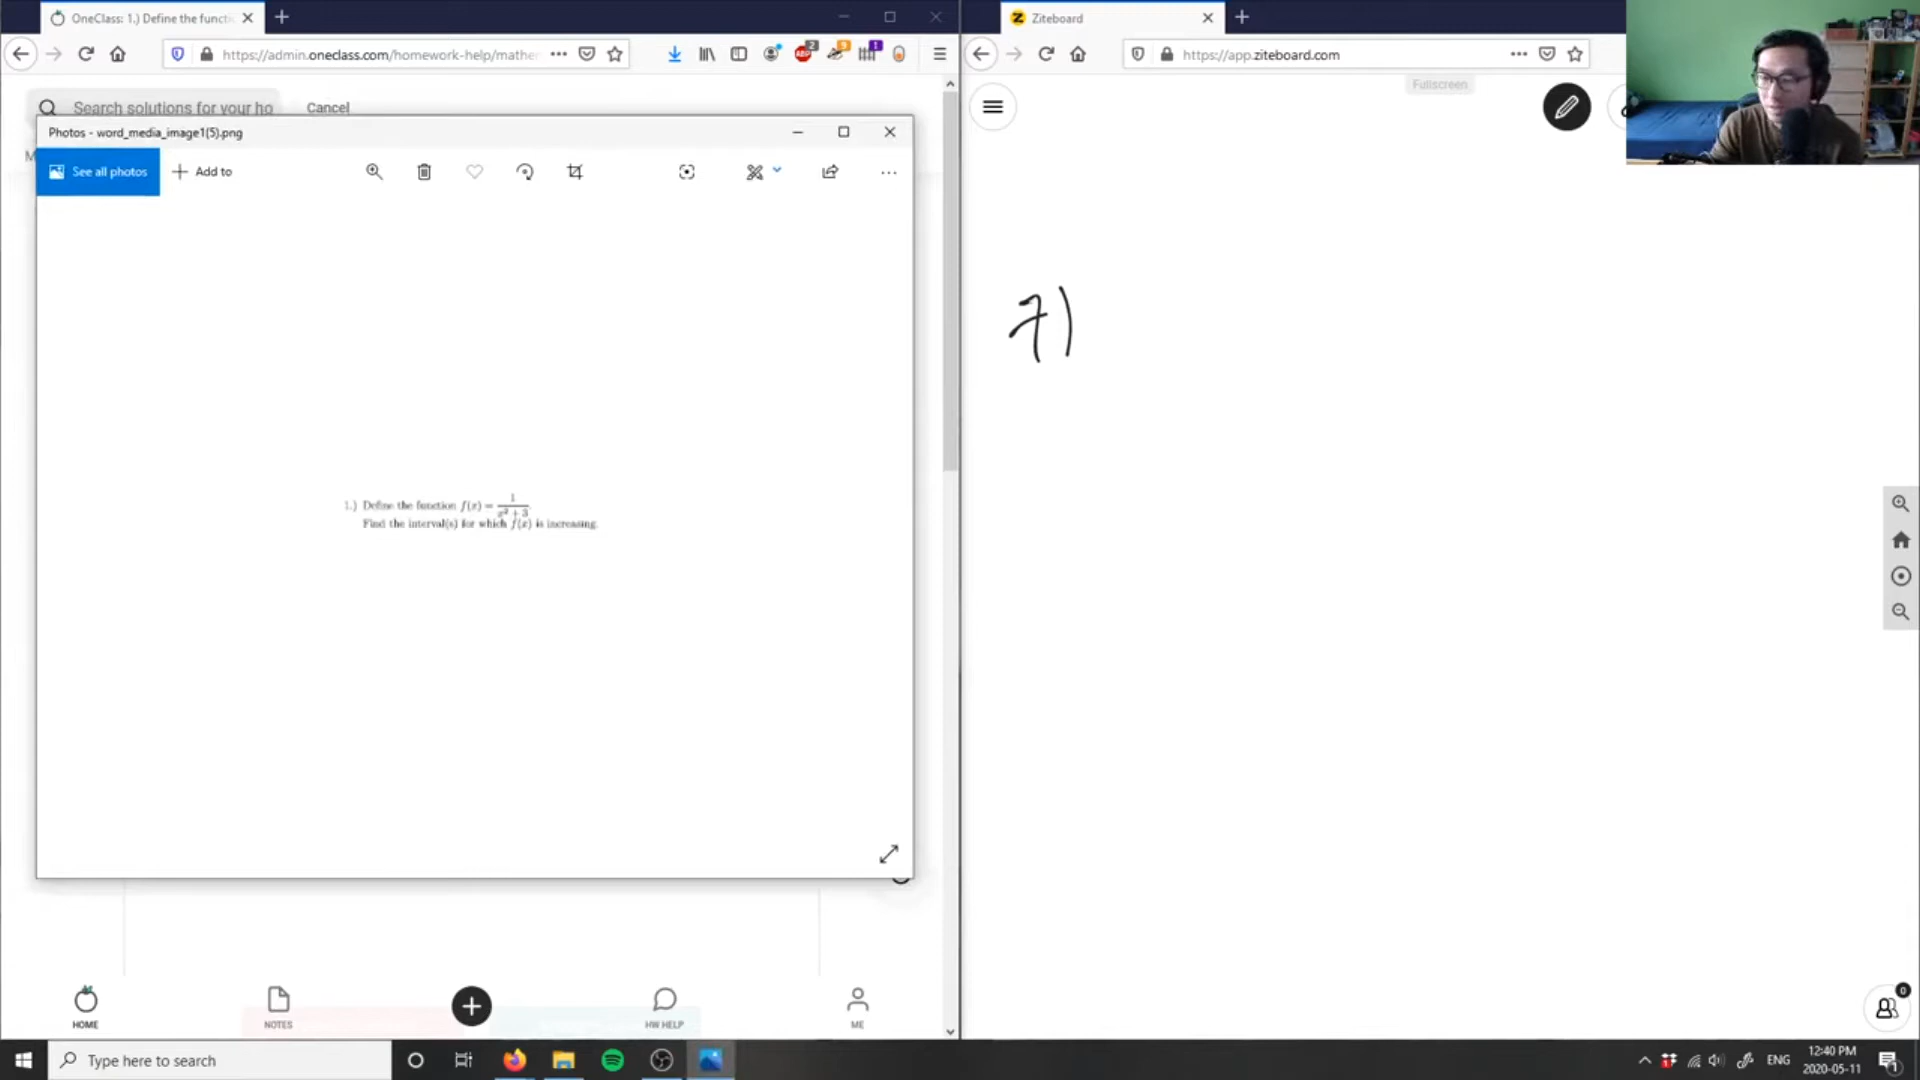 OneClass: 1.) Define the functi
Ziteboard
https://admin.oneclass.com/homework-help/mathe
https://app.ziteboard.com
Fullscreen
Search solutions for your ho
Cancel
Photos - word_media_image1(5).png
See all photos
Add to
7)
1.) Define the function f(x) = 1/(x² + 3)
Find the interval(s) for which f(x) is increasing.
HOME
NOTES
HW HELP
ME
0
Type here to search
ENG
12:40 PM
2020-05-11